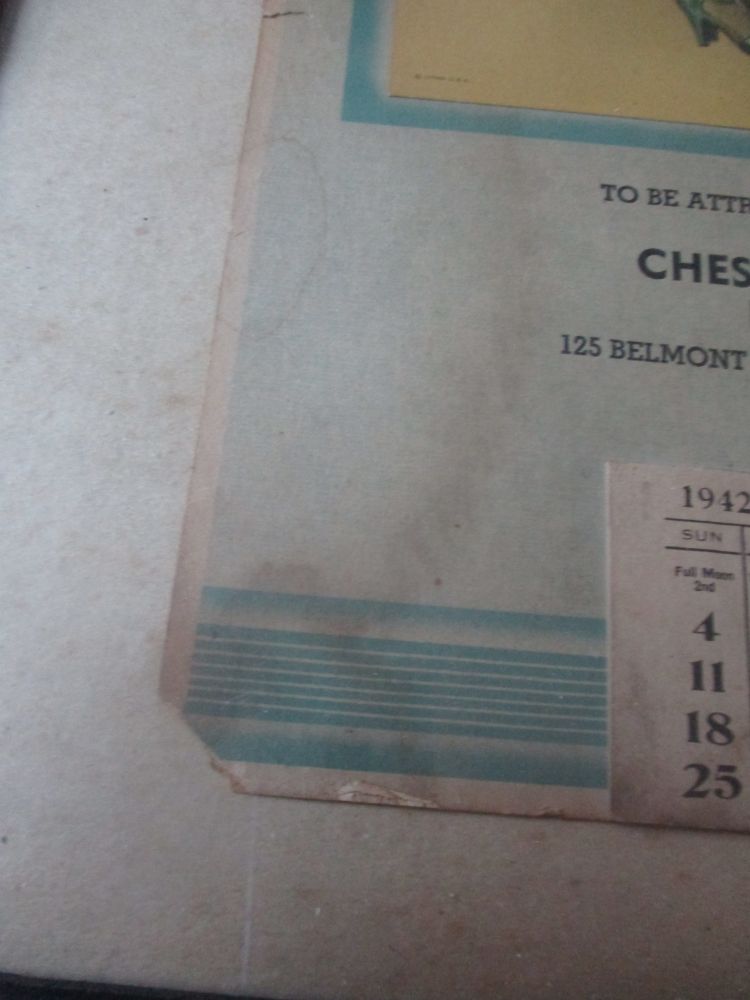 TO BE ATTR
CHES
125 BELMONT
1942
SUN
Full Moon
2nd
4
11
18
25